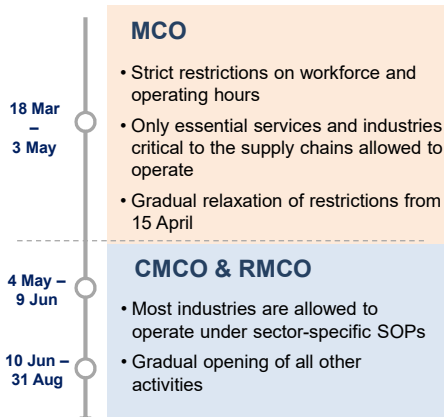 MCO
• Strict restrictions on workforce and
operating hours
18 Mar
–
3 May
• Only essential services and industries
critical to the supply chains allowed to
operate
• Gradual relaxation of restrictions from
15 April
CMCO & RMCO
4 May –
9 Jun
• Most industries are allowed to
operate under sector-specific SOPs
10 Jun –
31 Aug
• Gradual opening of all other
activities